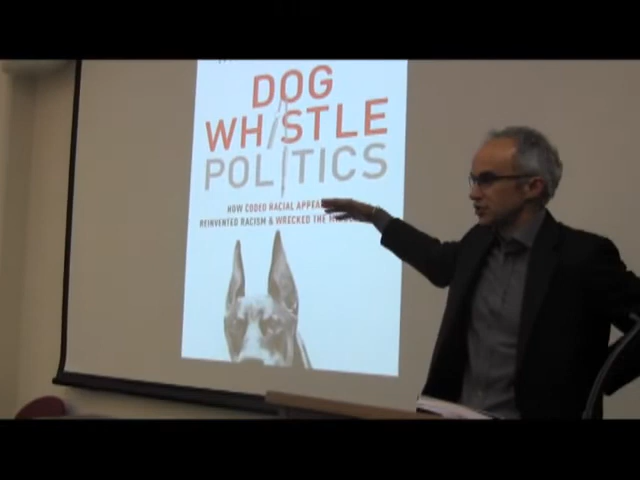 DOG
WHISTLE
POLITICS
HOW CODED RACIAL
REINVENTED RACISM & WRECKED THE